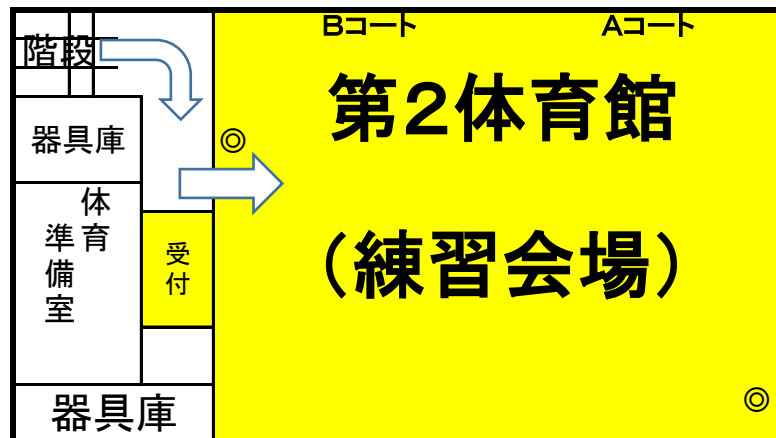 Bコート
Aコート
階段
第2体育館
器具庫
◎
体育
準備室
受付
（練習会場）
◎
器具庫